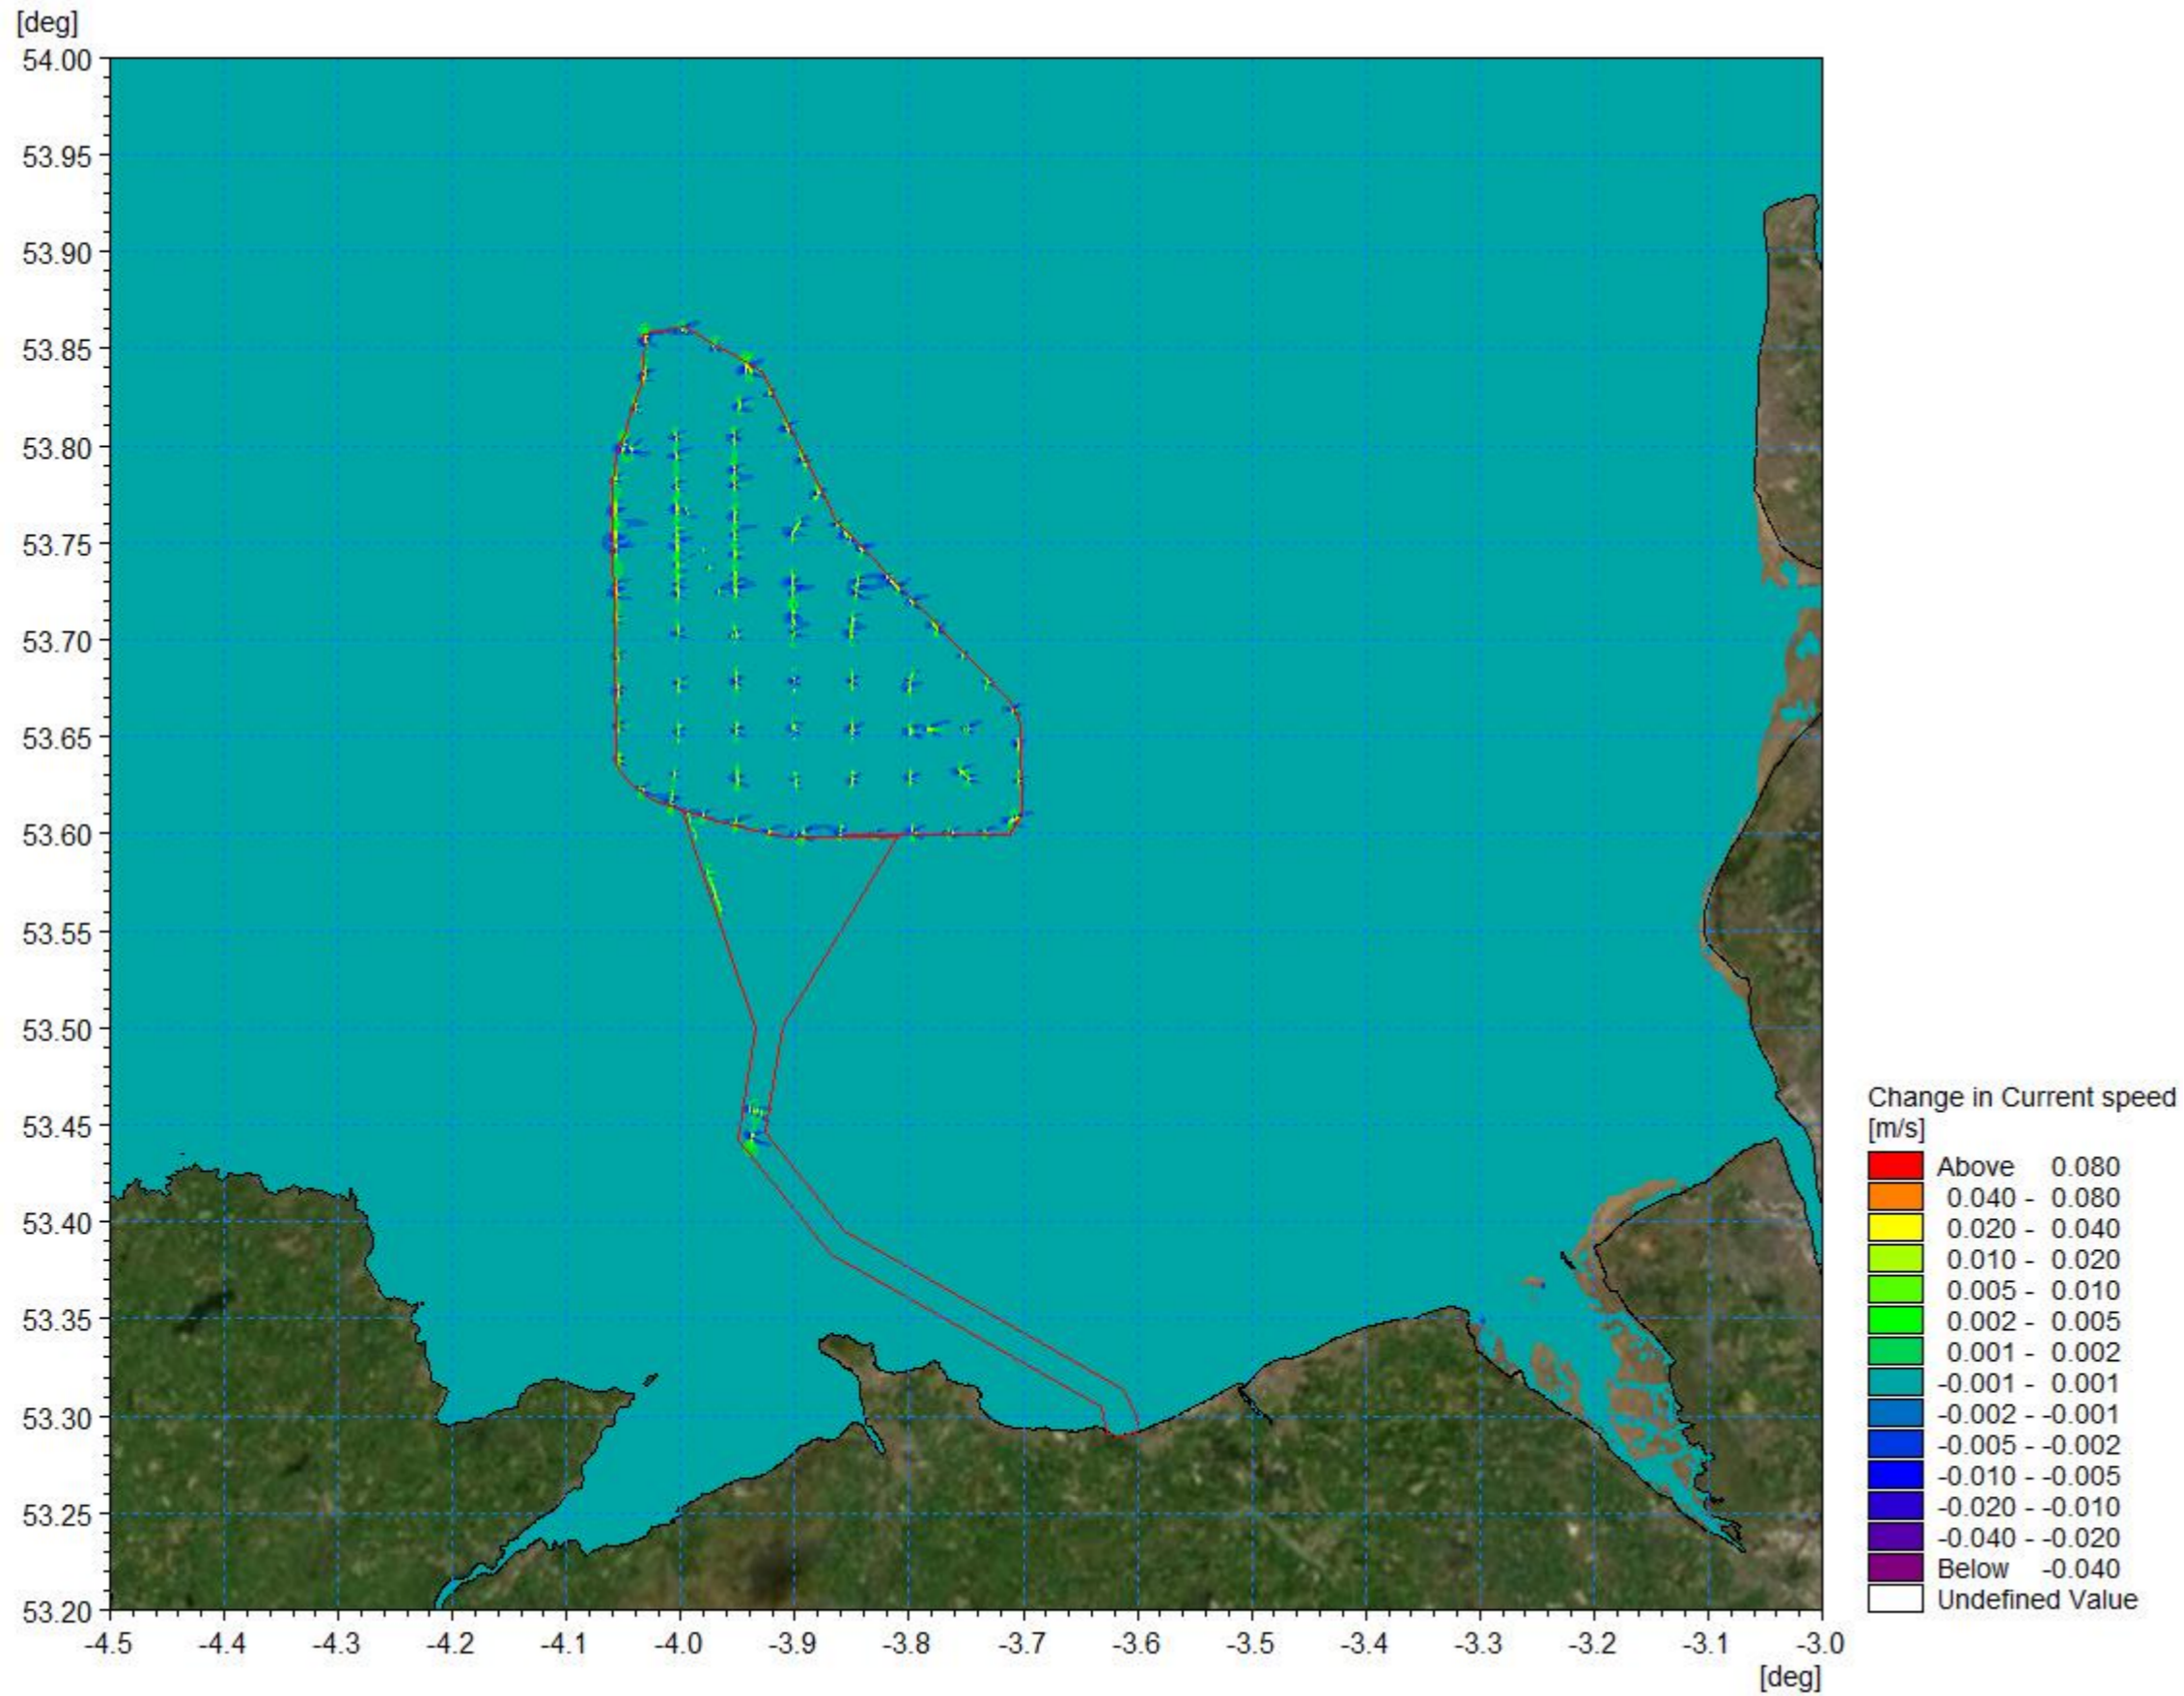 [deg]
54.00
53.95
53.90
53.85
53.80
53.75
53.70
53.65
53.60
53.55
53.50
53.45
53.40
53.35
53.30
53.25
53.20
-4.5 -4.4 -4.3 -4.2 -4.1 -4.0 -3.9 -3.8 -3.7 -3.6 -3.5 -3.4 -3.3 -3.2 -3.1 -3.0
[deg]
Change in Current speed
[m/s]
Above 0.080
0.040 - 0.080
0.020 - 0.040
0.010 - 0.020
0.005 - 0.010
0.002 - 0.005
0.001 - 0.002
-0.001 - 0.001
-0.002 - -0.001
-0.005 - -0.002
-0.010 - -0.005
-0.020 - -0.010
-0.040 - -0.020
Below -0.040
Undefined Value